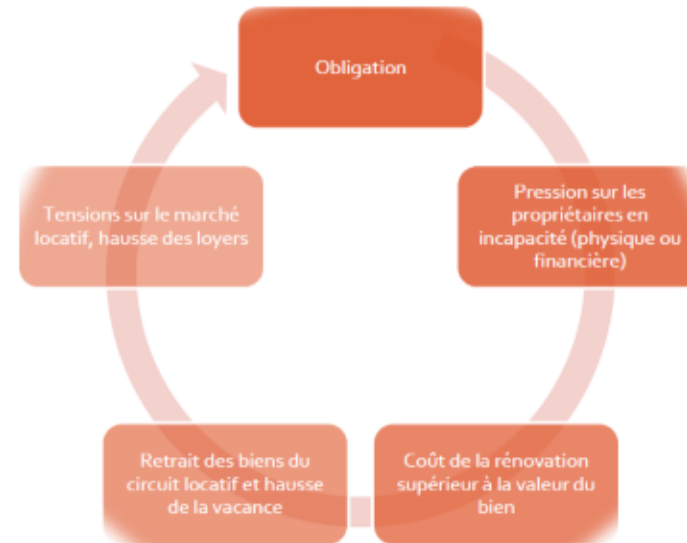 Obligation
Pression sur les
propriétaires en
incapacité (physique ou
financière)
Coût de la rénovation
supérieur à la valeur du
bien
Retrait des biens du
circuit locatif et hausse
de la vacance
Tensions sur le marché
locatif, hausse des loyers